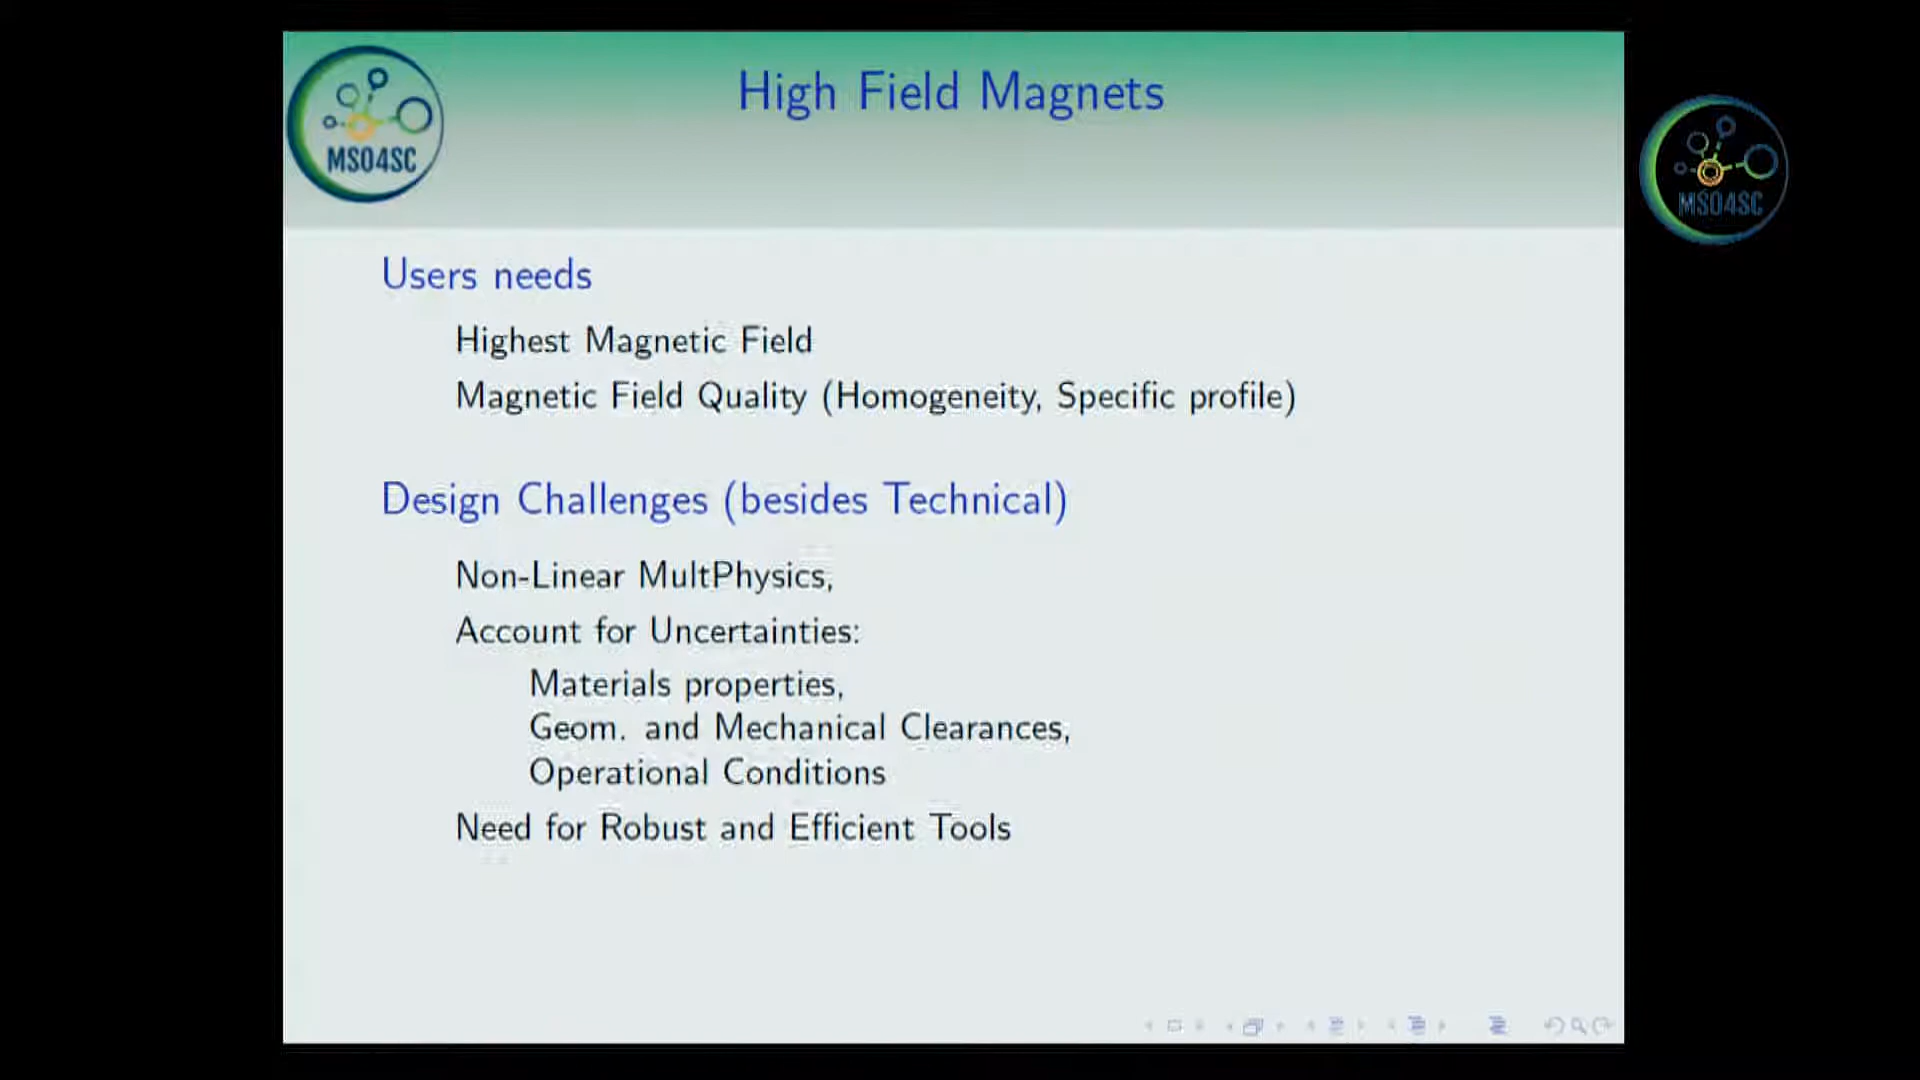 High Field Magnets
MSO4SC
MSO4SC
Users needs
Highest Magnetic Field
Magnetic Field Quality (Homogeneity, Specific profile)
Design Challenges (besides Technical)
Non-Linear MultPhysics,
Account for Uncertainties:
Materials properties,
Geom. and Mechanical Clearances,
Operational Conditions
Need for Robust and Efficient Tools